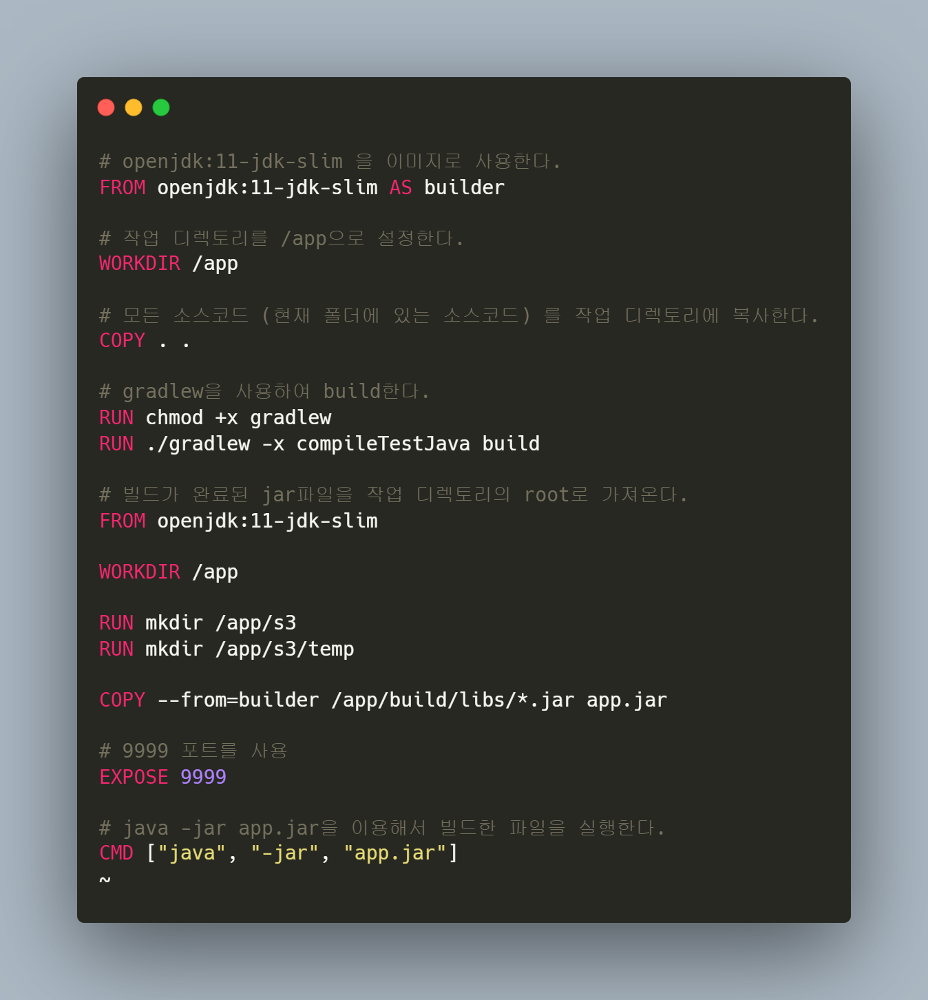 # openjdk:11-jdk-slim 을 이미지로 사용한다.
FROM openjdk:11-jdk-slim AS builder
# 작업 디렉토리를 /app으로 설정한다.
WORKDIR /app
# 모든 소스코드 (현재 폴더에 있는 소스코드) 를 작업 디렉토리에 복사한다.
COPY . .
# gradlew을 사용하여 build한다.
RUN chmod +x gradlew
RUN ./gradlew -x compileTestJava build
# 빌드가 완료된 jar파일을 작업 디렉토리의 root로 가져온다.
FROM openjdk:11-jdk-slim
WORKDIR /app
RUN mkdir /app/s3
RUN mkdir /app/s3/temp
COPY --from=builder /app/build/libs/*.jar app.jar
# 9999 포트를 사용
EXPOSE 9999
# java -jar app.jar을 이용해서 빌드한 파일을 실행한다.
CMD ["java", "-jar", "app.jar"]
~